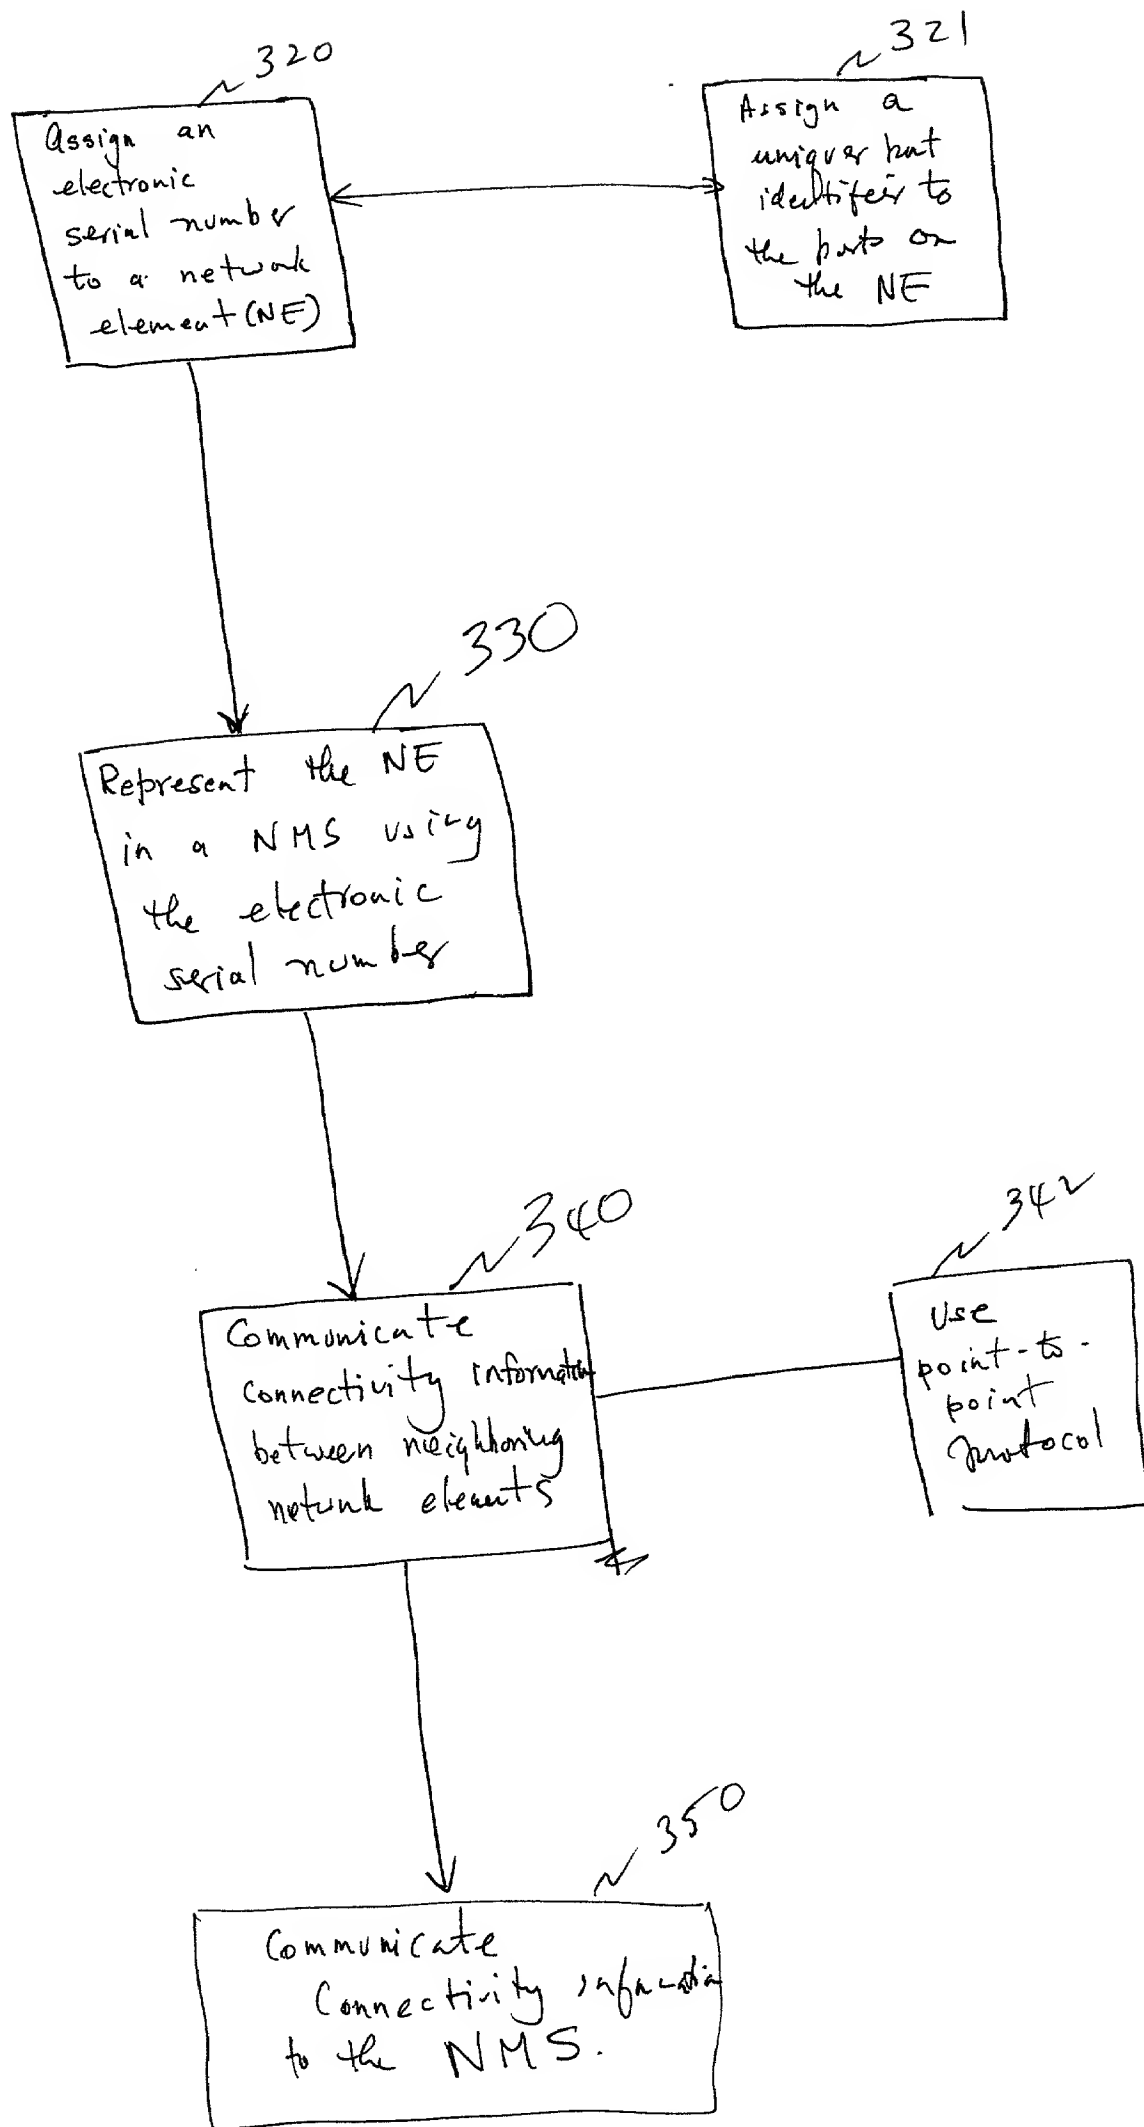 320
Assign an
electronic
serial number
to a network
element (NE)
321
Assign a
unique port
identifier to
the ports on
the NE
330
Represent the NE
in a NMS using
the electronic
serial number
340
Communicate
connectivity information
between neighboring
network elements
342
Use
point-to-
point
protocol
350
Communicate
Connectivity information
to the NMS.